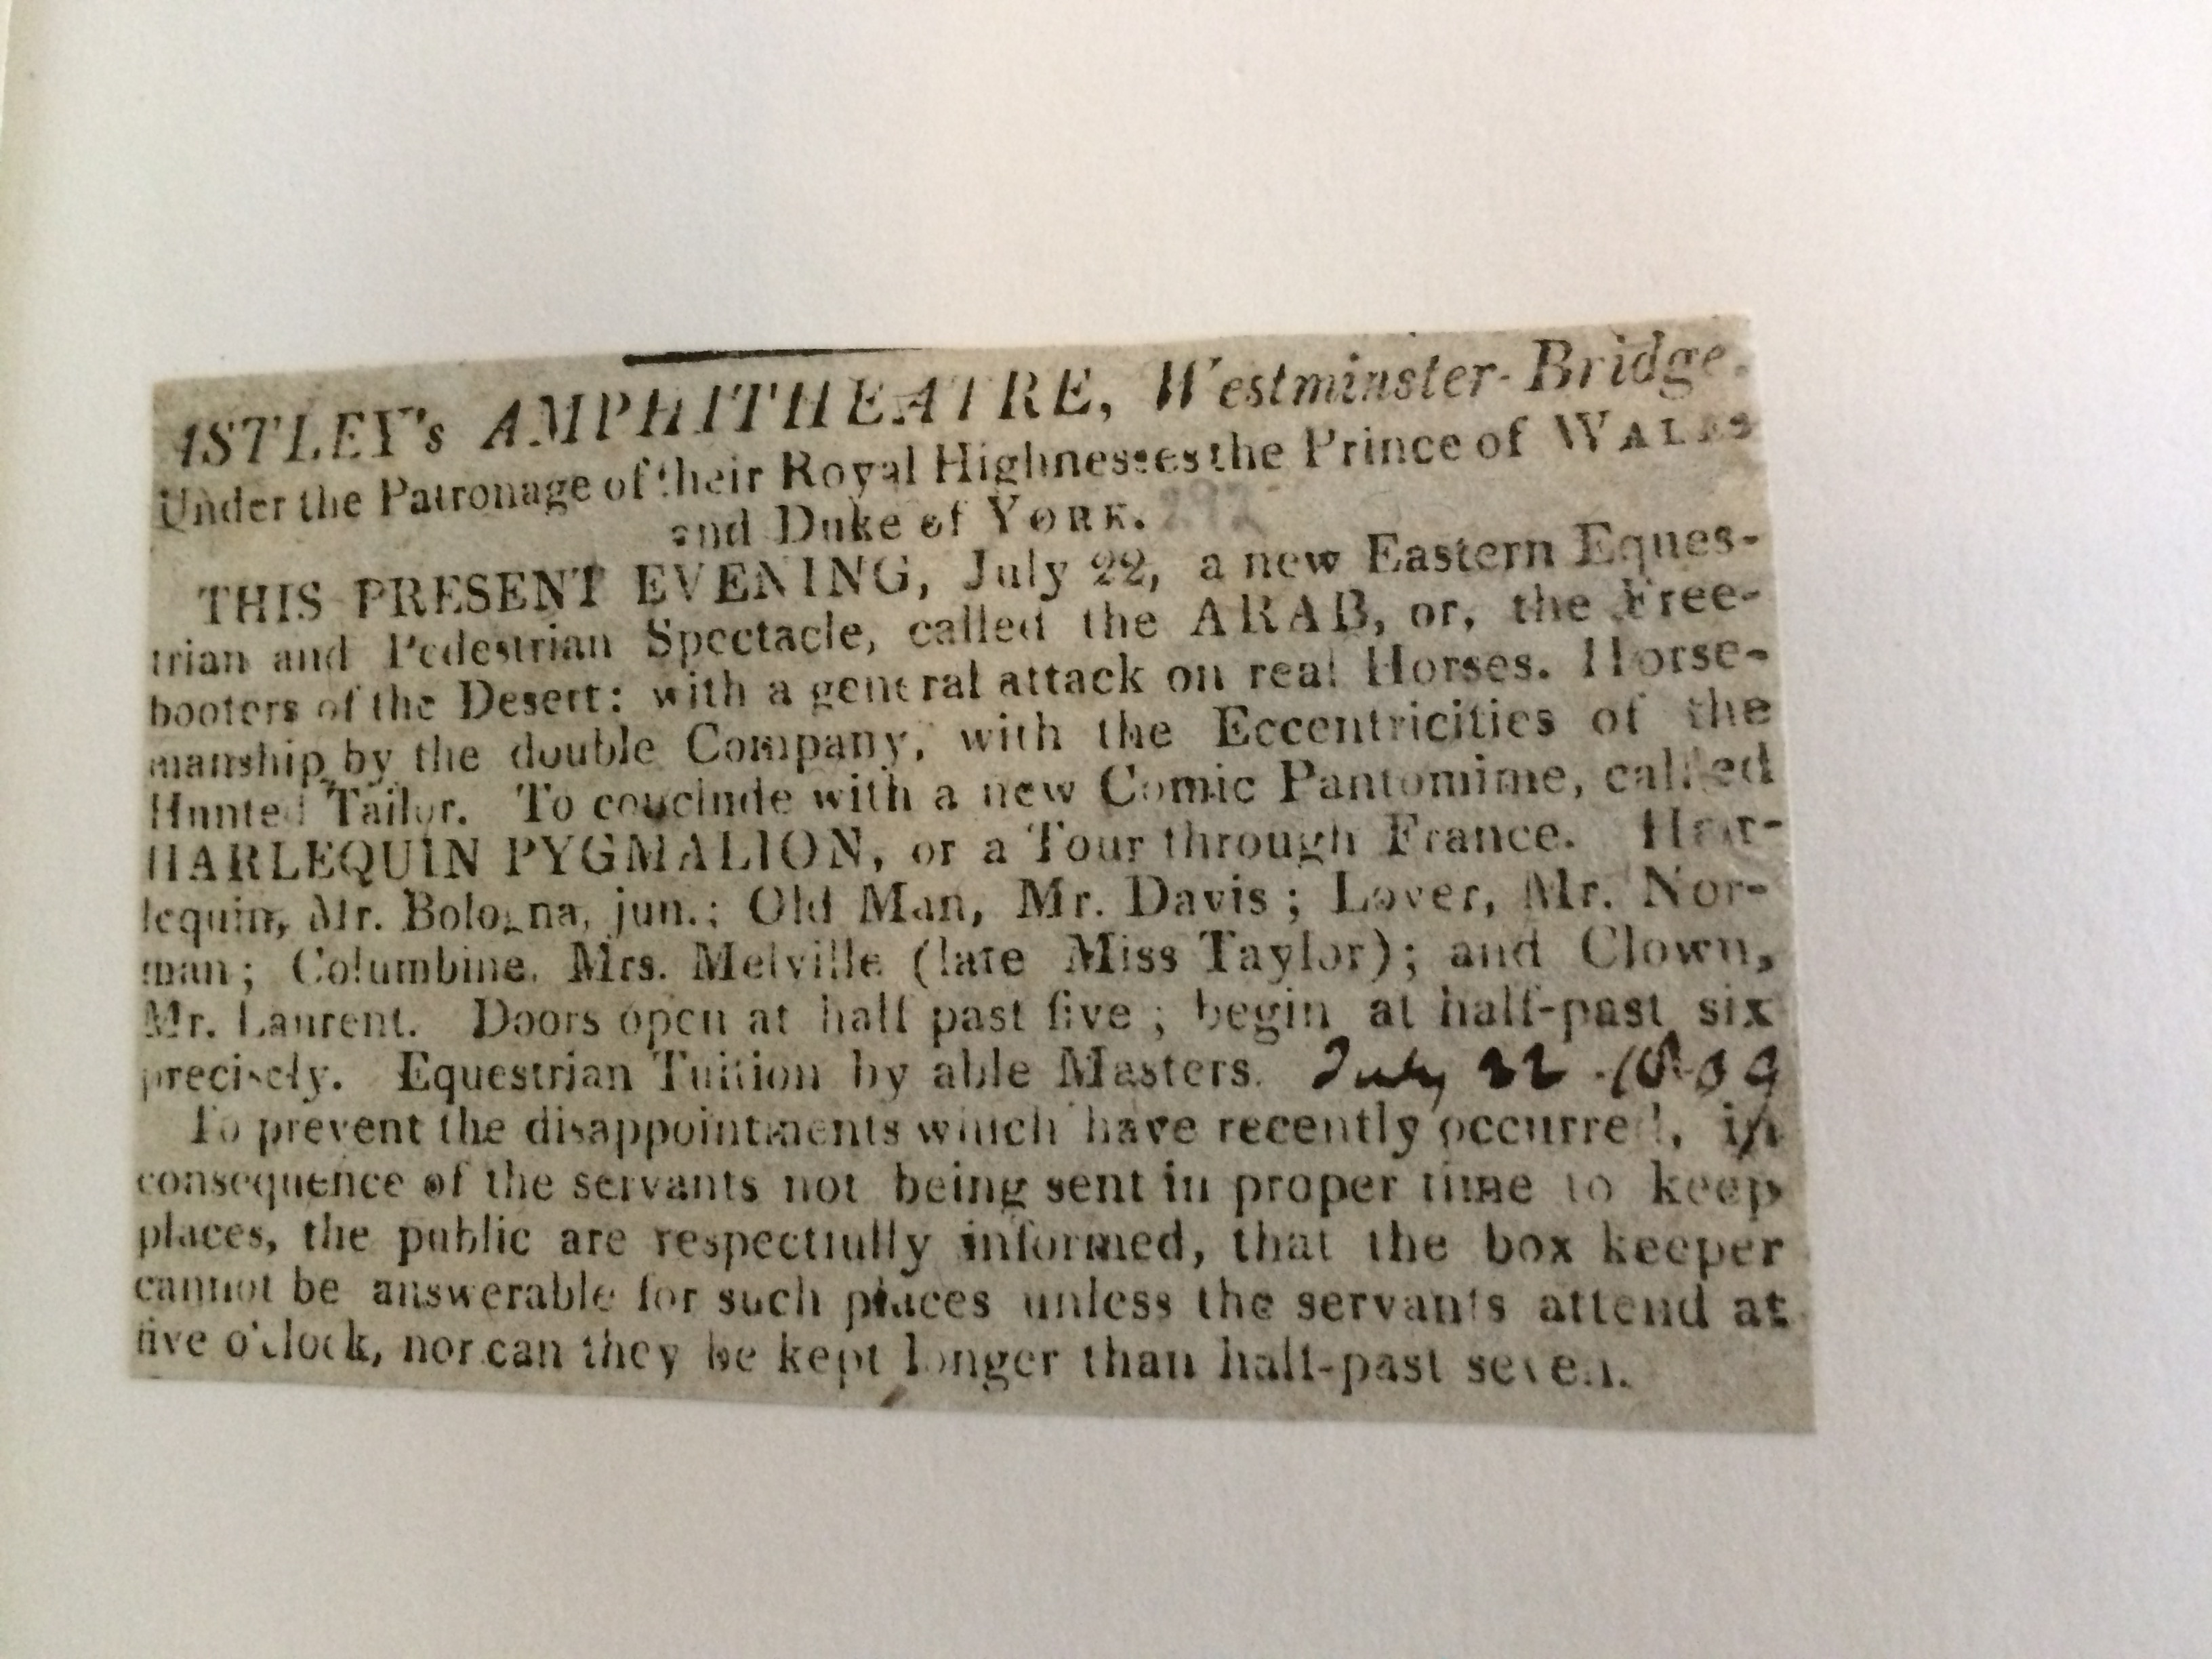 ASTLEY's AMPHITHEATRE, Westminster-Bridge.
Under the Patronage of their Royal Highnesses the Prince of WALES
and Duke of YORK.
THIS PRESENT EVENING, July 22, a new Eastern Eques-
trian and Pedestrian Spectacle, called the ARAB, or, the Free-
booters of the Desert: with a general attack on real Horses. Horse-
manship by the double Company, with the Eccentricities of the
Hunted Tailor. To conclude with a new Comic Pantomime, called
HARLEQUIN PYGMALION, or a Tour through France. Har-
lequin, Mr. Bologna, jun.; Old Man, Mr. Davis; Lover, Mr. Nor-
man; Columbine, Mrs. Melville (late Miss Taylor); and Clown,
Mr. Laurent. Doors open at half past five; begin at half-past six
precisely. Equestrian Tuition by able Masters. July 22 - 1809
To prevent the disappointments which have recently occurred, in
consequence of the servants not being sent in proper time to keep
places, the public are respectfully informed, that the box keeper
cannot be answerable for such places unless the servants attend at
five o'clock, nor can they be kept longer than half-past seven.